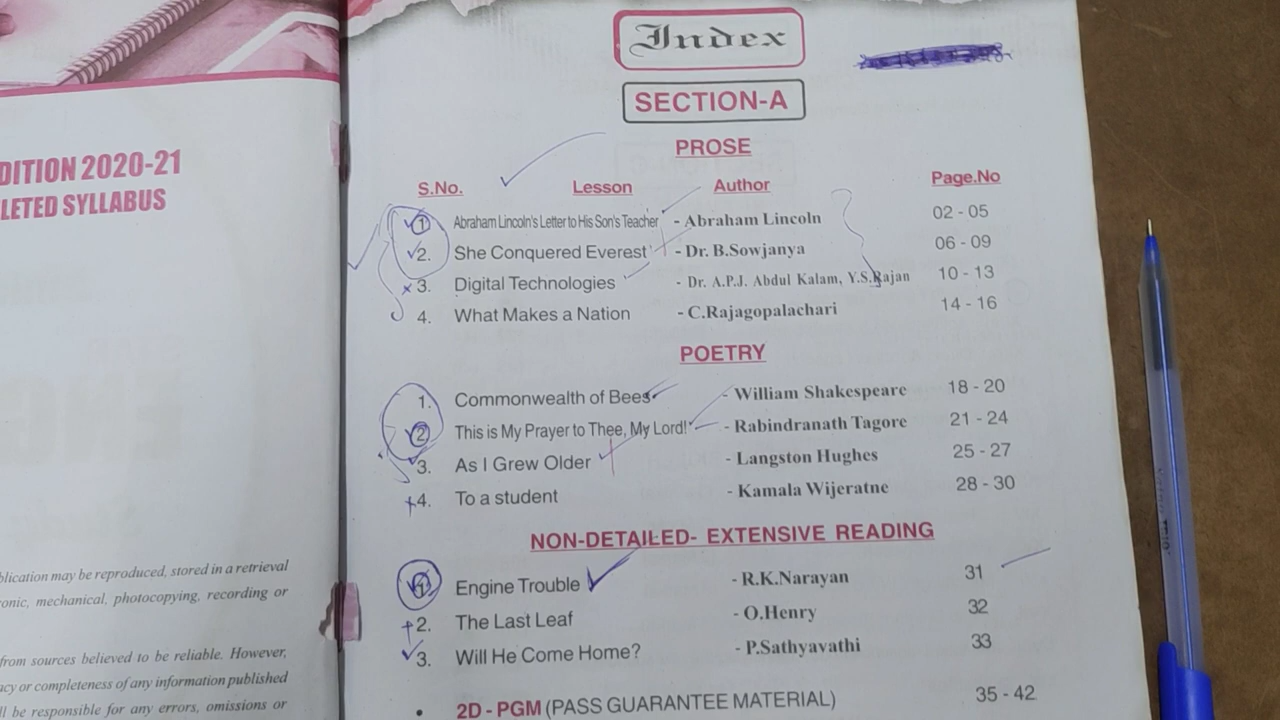 DITION 2020-21
LETED SYLLABUS
blication may be reproduced, stored in a retrieval
onic, mechanical, photocopying, recording or
from sources believed to be reliable. However,
acy or completeness of any information published
ll be responsible for any errors, omissions or
Index
SECTION-A
PROSE
S.No. Lesson Author Page.No
1 Abraham Lincoln's Letter to His Son's Teacher - Abraham Lincoln 02 - 05
2. She Conquered Everest - Dr. B.Sowjanya 06 - 09
3. Digital Technologies - Dr. A.P.J. Abdul Kalam, Y.S.Rajan 10 - 13
4. What Makes a Nation - C.Rajagopalachari 14 - 16
POETRY
1. Commonwealth of Bees - William Shakespeare 18 - 20
2 This is My Prayer to Thee, My Lord! - Rabindranath Tagore 21 - 24
3. As I Grew Older - Langston Hughes 25 - 27
4. To a student - Kamala Wijeratne 28 - 30
NON-DETAILED- EXTENSIVE READING
1. Engine Trouble - R.K.Narayan 31
2. The Last Leaf - O.Henry 32
3. Will He Come Home? - P.Sathyavathi 33
• 2D - PGM (PASS GUARANTEE MATERIAL) 35 - 42